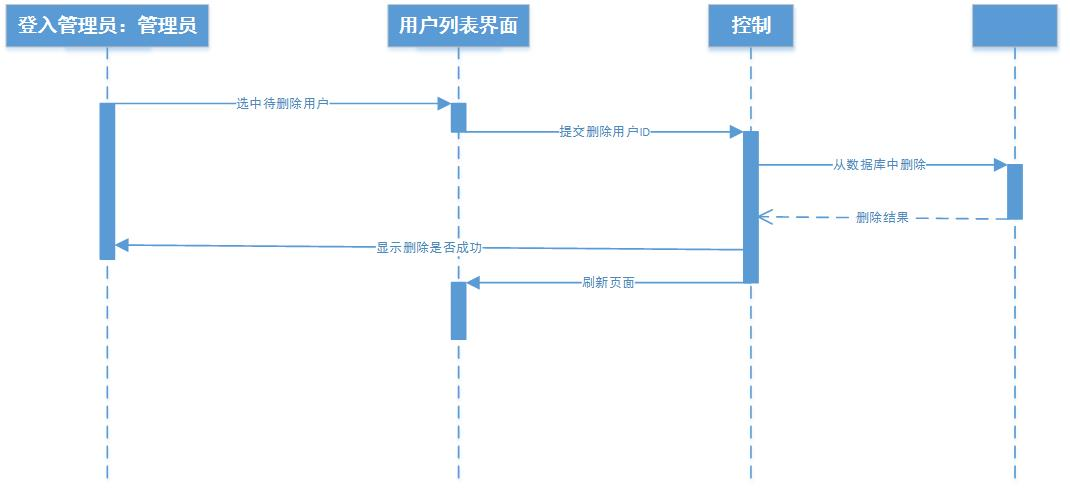 登入管理员：管理员
用户列表界面
控制
选中待删除用户
提交删除用户ID
从数据库中删除
删除结果
显示删除是否成功
刷新页面